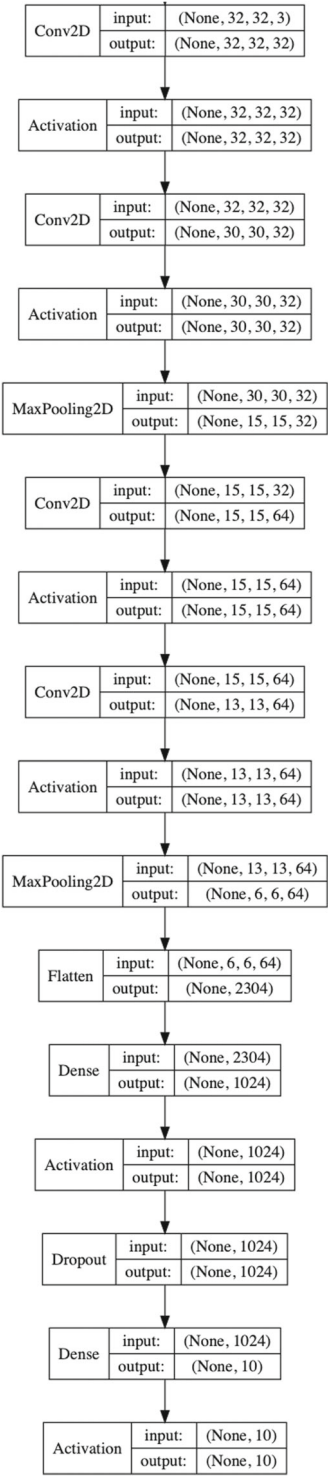 Conv2D
input: (None, 32, 32, 3)
output: (None, 32, 32, 32)
Activation
input: (None, 32, 32, 32)
output: (None, 32, 32, 32)
Conv2D
input: (None, 32, 32, 32)
output: (None, 30, 30, 32)
Activation
input: (None, 30, 30, 32)
output: (None, 30, 30, 32)
MaxPooling2D
input: (None, 30, 30, 32)
output: (None, 15, 15, 32)
Conv2D
input: (None, 15, 15, 32)
output: (None, 15, 15, 64)
Activation
input: (None, 15, 15, 64)
output: (None, 15, 15, 64)
Conv2D
input: (None, 15, 15, 64)
output: (None, 13, 13, 64)
Activation
input: (None, 13, 13, 64)
output: (None, 13, 13, 64)
MaxPooling2D
input: (None, 13, 13, 64)
output: (None, 6, 6, 64)
Flatten
input: (None, 6, 6, 64)
output: (None, 2304)
Dense
input: (None, 2304)
output: (None, 1024)
Activation
input: (None, 1024)
output: (None, 1024)
Dropout
input: (None, 1024)
output: (None, 1024)
Dense
input: (None, 1024)
output: (None, 10)
Activation
input: (None, 10)
output: (None, 10)